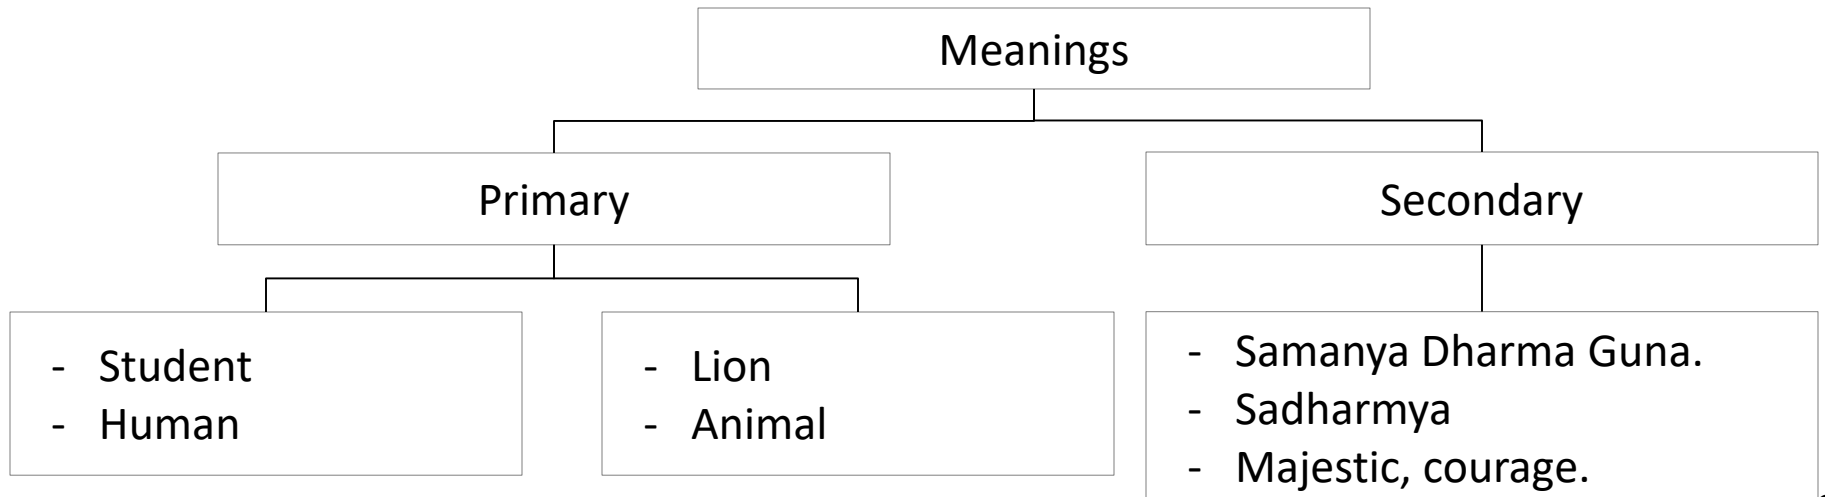 Meanings
Primary
Secondary
- Student
- Human
- Lion
- Animal
- Samanya Dharma Guna.
- Sadharmya
- Majestic, courage.